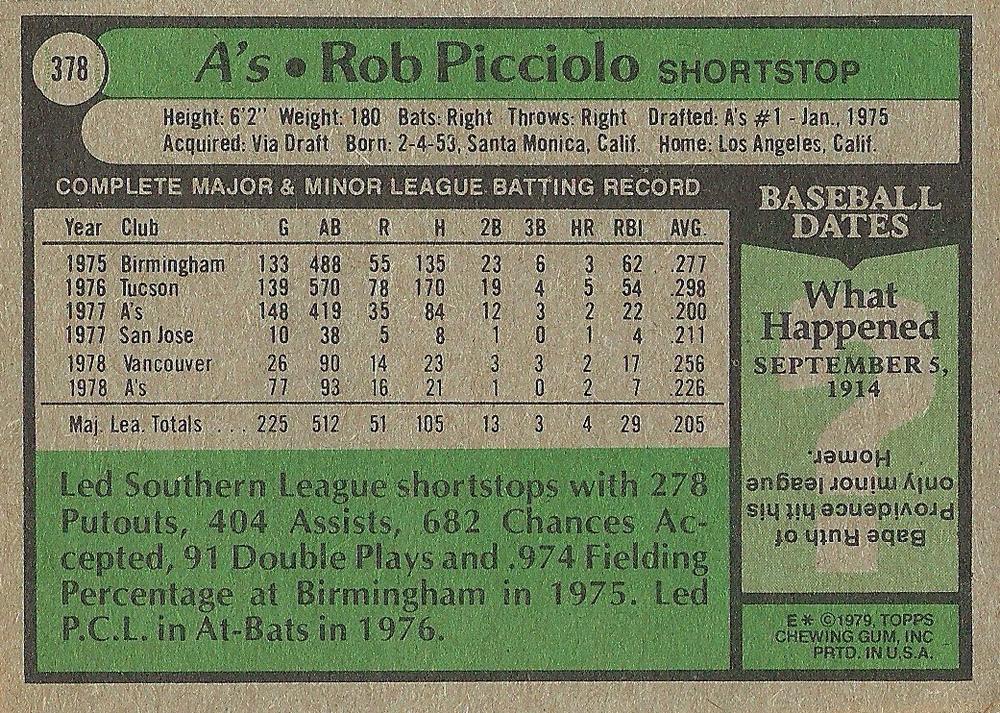 378
A's • Rob Picciolo SHORTSTOP
Height: 6'2" Weight: 180 Bats: Right Throws: Right Drafted: A's #1 - Jan., 1975
Acquired: Via Draft Born: 2-4-53, Santa Monica, Calif. Home: Los Angeles, Calif.
COMPLETE MAJOR & MINOR LEAGUE BATTING RECORD
Year Club G AB R H 2B 3B HR RBI AVG.
1975 Birmingham 133 488 55 135 23 6 3 62 .277
1976 Tucson 139 570 78 170 19 4 5 54 .298
1977 A's 148 419 35 84 12 3 2 22 .200
1977 San Jose 10 38 5 8 1 0 1 4 .211
1978 Vancouver 26 90 14 23 3 3 2 17 .256
1978 A's 77 93 16 21 1 0 2 7 .226
Maj. Lea. Totals . . . 225 512 51 105 13 3 4 29 .205
Led Southern League shortstops with 278
Putouts, 404 Assists, 682 Chances Ac-
cepted, 91 Double Plays and .974 Fielding
Percentage at Birmingham in 1975. Led
P.C.L. in At-Bats in 1976.
BASEBALL
DATES
What
Happened
SEPTEMBER 5,
1914
?
Babe Ruth of
Providence hit his
only minor league
Homer.
E* ©1979, TOPPS
CHEWING GUM, INC
PRTD. IN U.S.A.